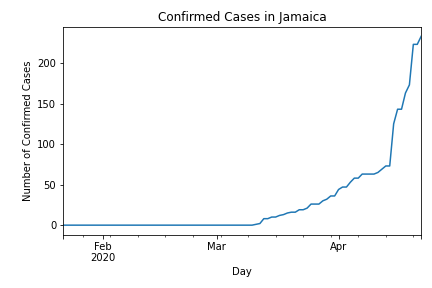 Confirmed Cases in Jamaica
Number of Confirmed Cases
200
150
100
50
0
Feb
2020
Mar
Apr
Day